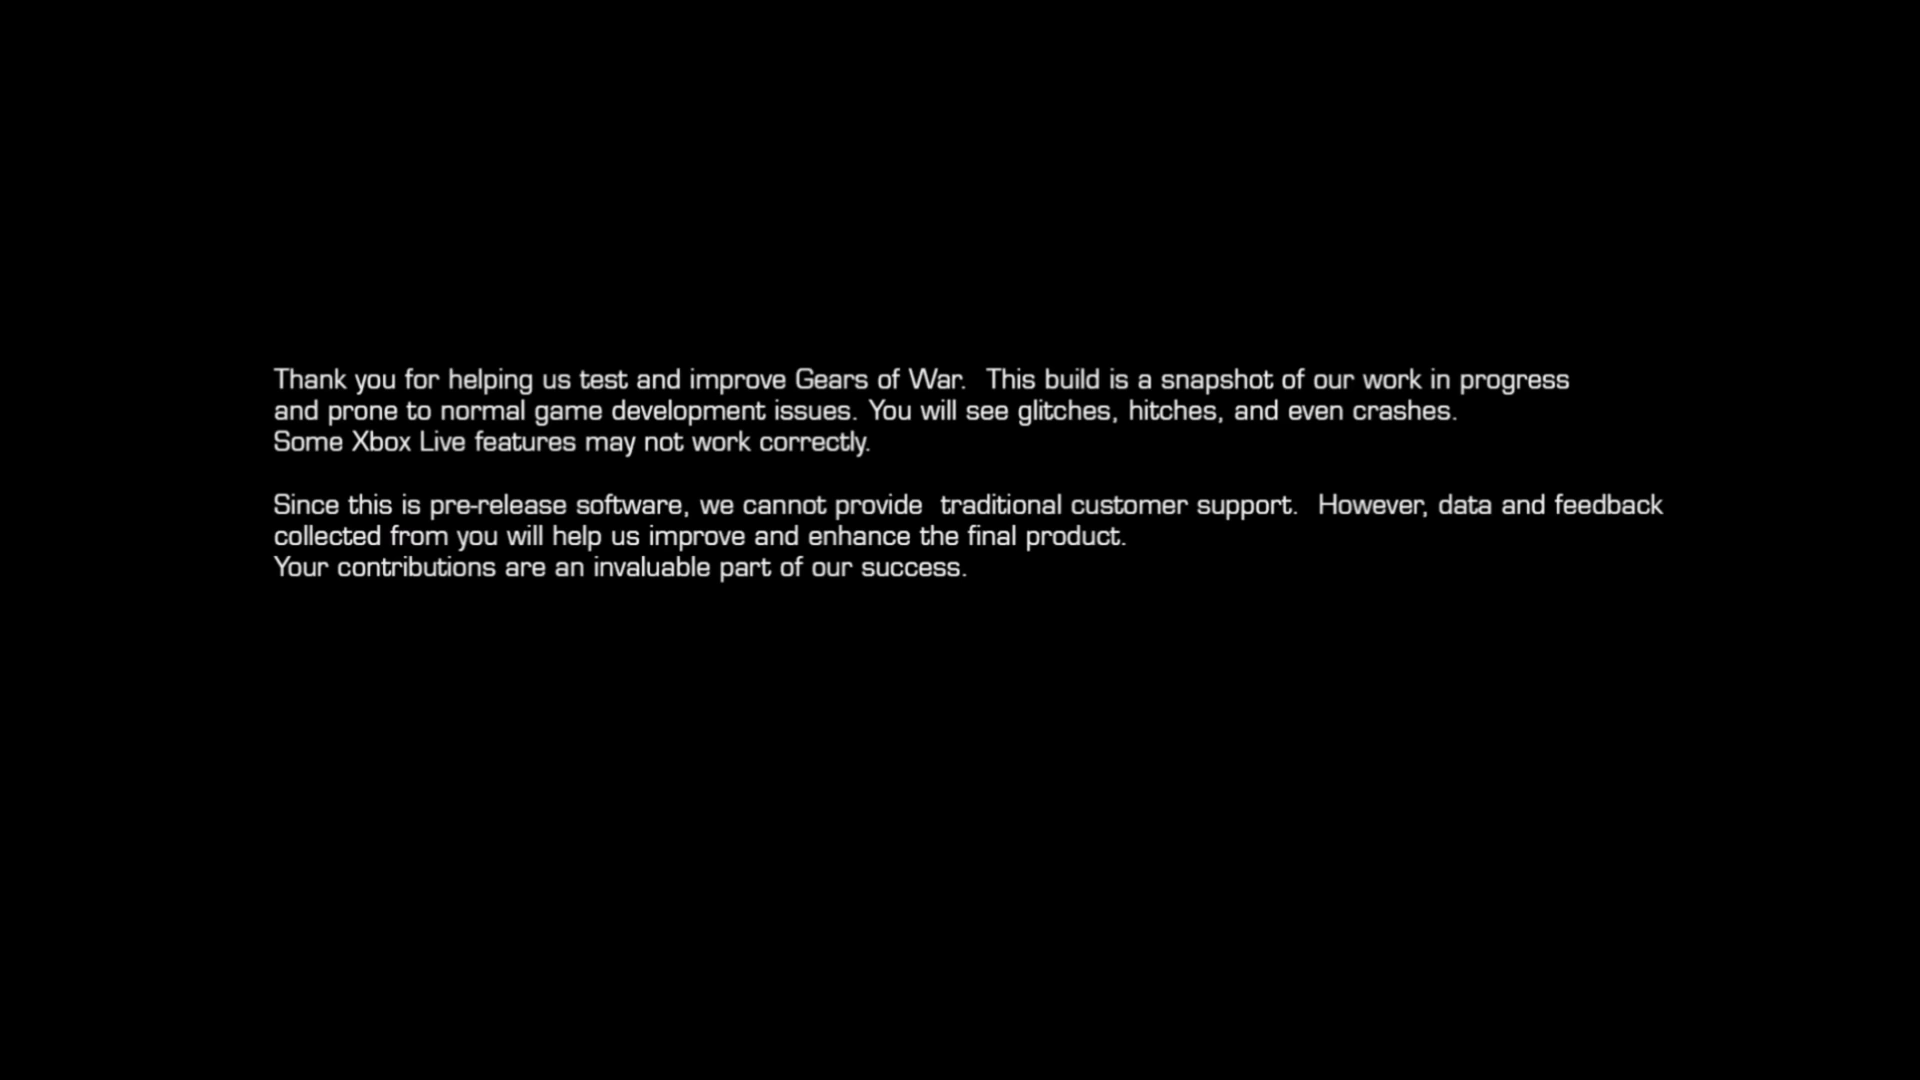 Thank you for helping us test and improve Gears of War.  This build is a snapshot of our work in progress
and prone to normal game development issues. You will see glitches, hitches, and even crashes.
Some Xbox Live features may not work correctly.
Since this is pre-release software, we cannot provide  traditional customer support.  However, data and feedback
collected from you will help us improve and enhance the final product.
Your contributions are an invaluable part of our success.